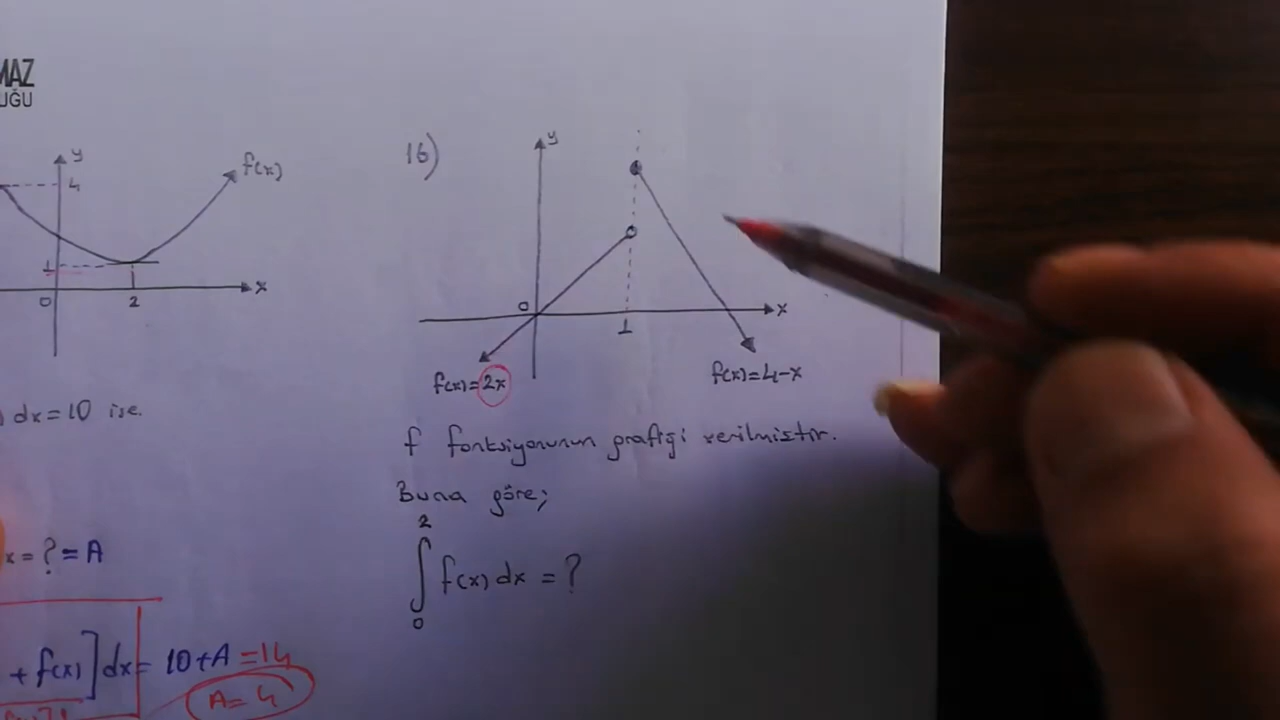 MAZ
UĞU
y
4
f(x)
1
0
2
x
) dx = 10 ise.
x = ? = A
+ f(x)] dx = 10 + A = 14
A = 4
16)
y
0
1
x
f(x) = 2x
f(x) = 4 - x
f fonksiyonunun grafiği verilmiştir.
Buna göre;
2
∫ f(x) dx = ?
0